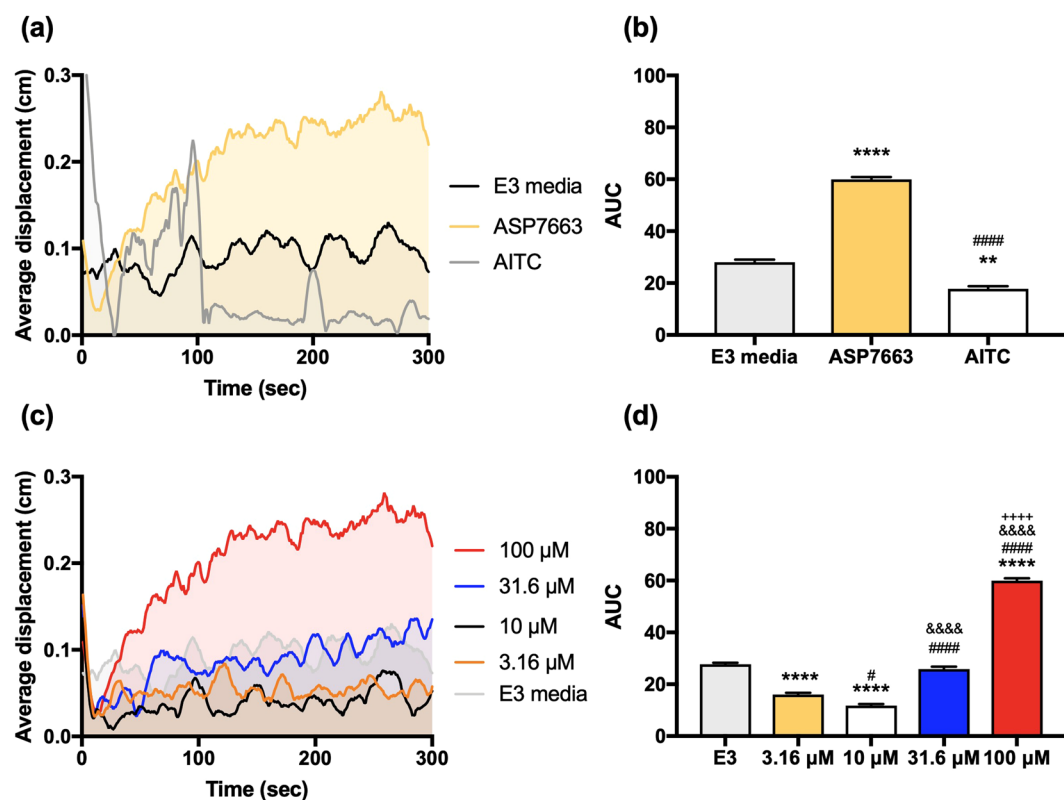 (a)
Average displacement (cm)
0.3
0.2
0.1
0.0
0
100
200
300
Time (sec)
E3 media
ASP7663
AITC
(b)
AUC
100
80
60
40
20
0
****
####
**
E3 media
ASP7663
AITC
(c)
Average displacement (cm)
0.3
0.2
0.1
0.0
0
100
200
300
Time (sec)
100 µM
31.6 µM
10 µM
3.16 µM
E3 media
(d)
AUC
100
80
60
40
20
0
****
#
****
&&&&
####
++++
&&&&
####
****
E3
3.16 µM
10 µM
31.6 µM
100 µM